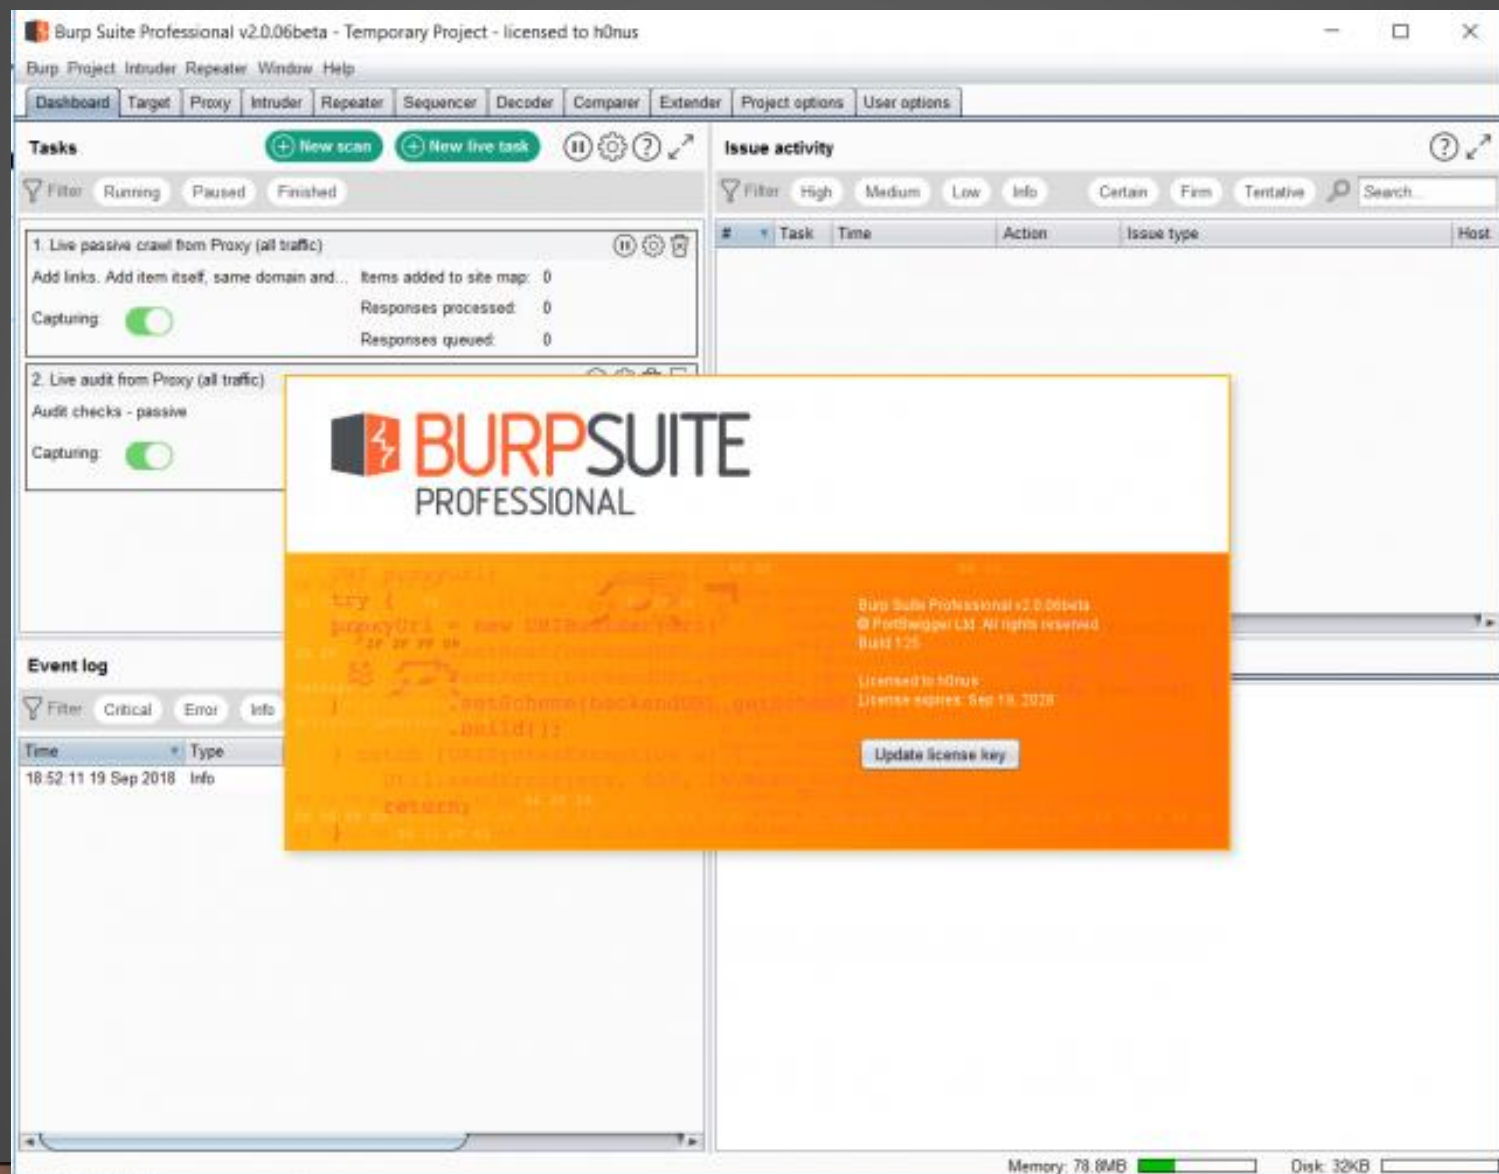 Burp Suite Professional v2.0.06beta - Temporary Project - licensed to h0nus
Burp Project Intruder Repeater Window Help
Dashboard Target Proxy Intruder Repeater Sequencer Decoder Comparer Extender Project options User options
Tasks
New scan
New live task
Filter Running Paused Finished
1. Live passive crawl from Proxy (all traffic)
Add links. Add item itself, same domain and... Items added to site map: 0
Responses processed: 0
Capturing:
Responses queued: 0
2. Live audit from Proxy (all traffic)
Audit checks - passive
Capturing:
Issue activity
Filter High Medium Low Info Certain Firm Tentative Search...
# Task Time Action Issue type Host
BURPSUITE
PROFESSIONAL
try {
Burp Suite Professional v2.0.06beta
© PortSwigger Ltd. All rights reserved.
Build 125
Licensed to h0nus
License expires: Sep 19, 2028
Update license key
.build();
return;
}
Event log
Filter Critical Error Info
Time Type
18:52:11 19 Sep 2018 Info
Memory: 78.8MB Disk: 32KB